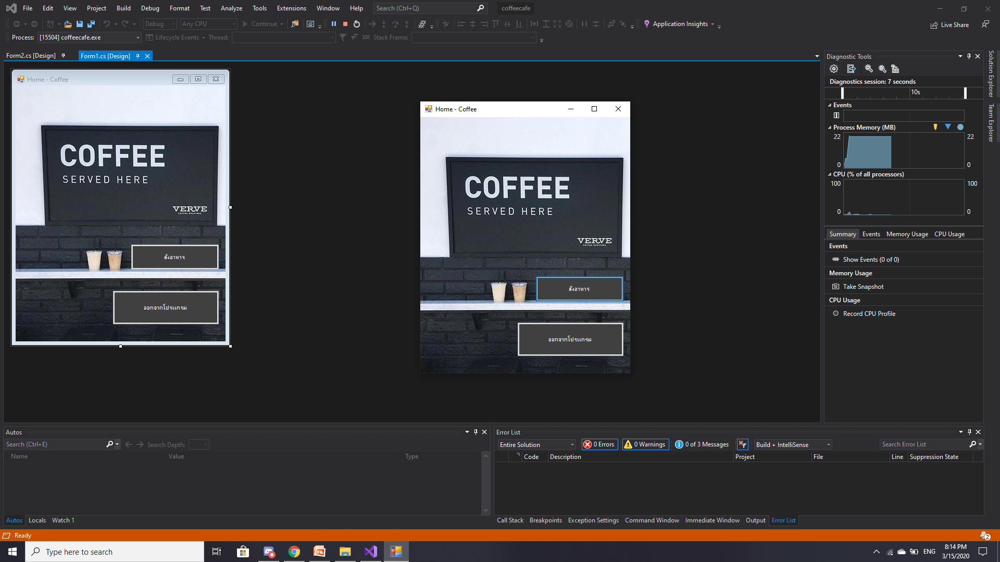 File Edit View Project Build Debug Format Test Analyze Tools Extensions Window Help Search (Ctrl+Q) coffeecafe
Debug Any CPU Continue Application Insights Live Share
Process: [15504] coffeecafe.exe Lifecycle Events Thread: Stack Frame:
Form2.cs [Design] Form1.cs [Design]
Home - Coffee
COFFEE
SERVED HERE
VERVE
COFFEE ROASTERS
สั่งอาหาร
ออกจากโปรแกรม
Home - Coffee
COFFEE
SERVED HERE
VERVE
COFFEE ROASTERS
สั่งอาหาร
ออกจากโปรแกรม
Diagnostic Tools
Diagnostics session: 7 seconds
10s
Events
Process Memory (MB)
22 22
0 0
CPU (% of all processors)
100 100
0 0
Summary Events Memory Usage CPU Usage
Events
Show Events (0 of 0)
Memory Usage
Take Snapshot
CPU Usage
Record CPU Profile
Solution Explorer
Team Explorer
Autos
Search (Ctrl+E) Search Depth:
Name Value Type
Autos Locals Watch 1
Error List
Entire Solution 0 Errors 0 Warnings 0 of 3 Messages Build + IntelliSense Search Error List
Code Description Project File Line Suppression State
Call Stack Breakpoints Exception Settings Command Window Immediate Window Output Error List
Ready 2
Type here to search ENG 8:14 PM
3/15/2020